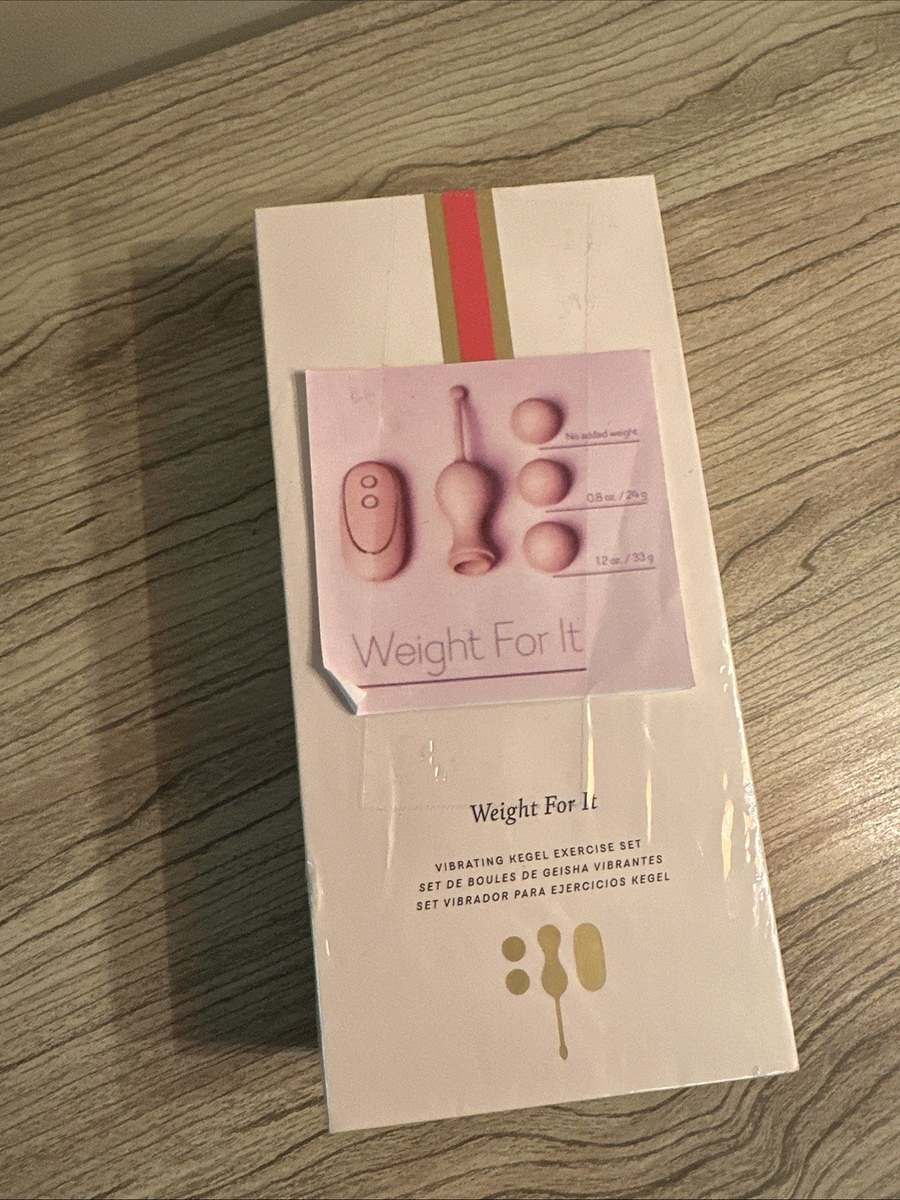 No added weight
0.8 oz. / 24 g
1.2 oz. / 33 g
Weight For It
Weight For It
VIBRATING KEGEL EXERCISE SET
SET DE BOULES DE GEISHA VIBRANTES
SET VIBRADOR PARA EJERCICIOS KEGEL